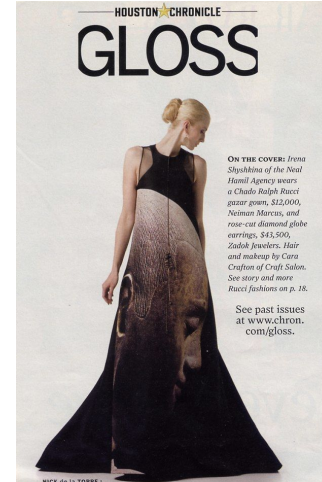 HOUSTON CHRONICLE
GLOSS
ON THE COVER: Irena
Shyshkina of the Neal
Hamil Agency wears
a Chado Ralph Rucci
gazar gown, $12,000,
Neiman Marcus, and
rose-cut diamond globe
earrings, $43,500,
Zadok Jewelers. Hair
and makeup by Cara
Crafton of Craft Salon.
See story and more
Rucci fashions on p. 18.
See past issues
at www.chron.
com/gloss.
NICK de la TORRE :